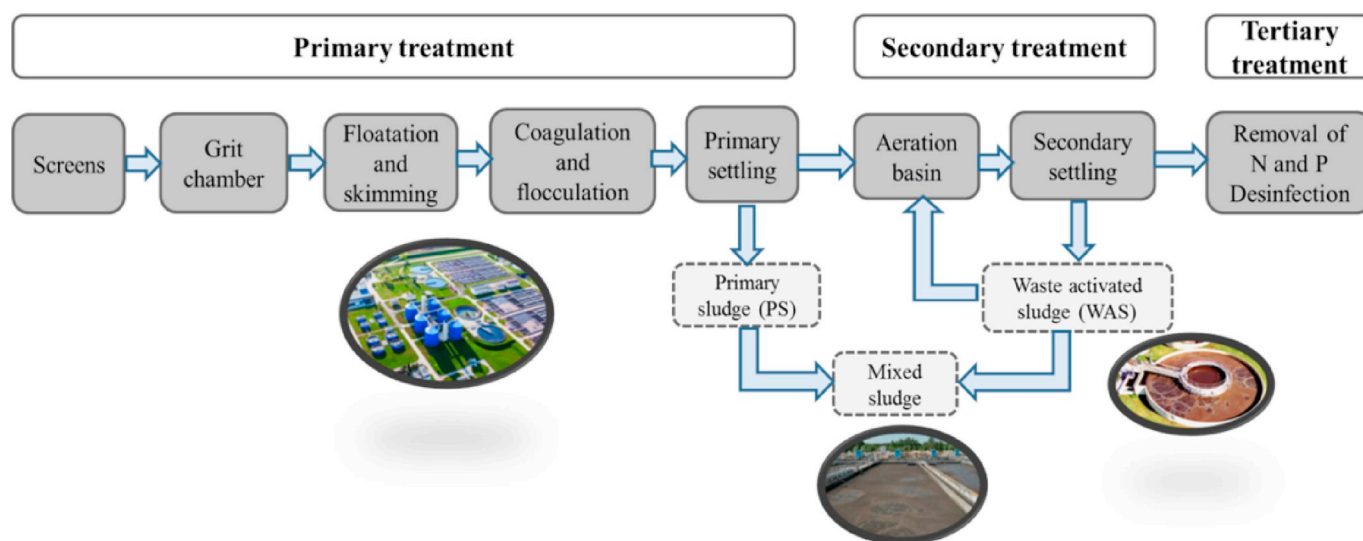 Primary treatment
Secondary treatment
Tertiary
treatment
Screens
Grit
chamber
Floatation
and
skimming
Coagulation
and
flocculation
Primary
settling
Aeration
basin
Secondary
settling
Removal of
N and P
Desinfection
Primary
sludge (PS)
Waste activated
sludge (WAS)
Mixed
sludge